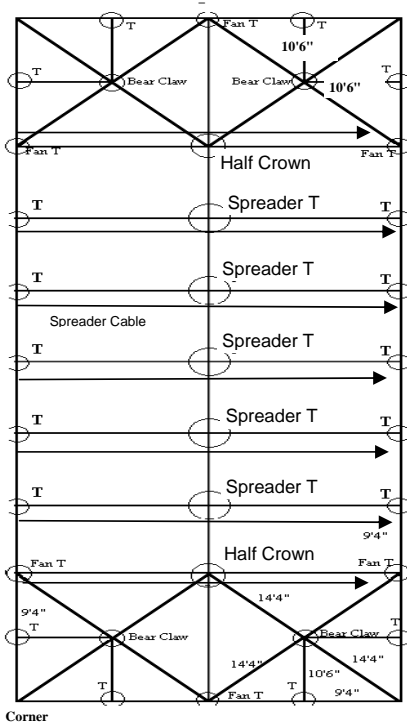 Fan T
T T
10'6"
T Bear Claw Bear Claw T
10'6"
Fan T Fan T
Half Crown
T Spreader T T
T Spreader T T
Spreader Cable
T Spreader T T
T Spreader T T
T Spreader T T
9'4"
Half Crown
Fan T Fan T
14'4"
9'4"
T Bear Claw Bear Claw T
14'4" 10'6" 14'4"
T T
Fan T 9'4"
Corner